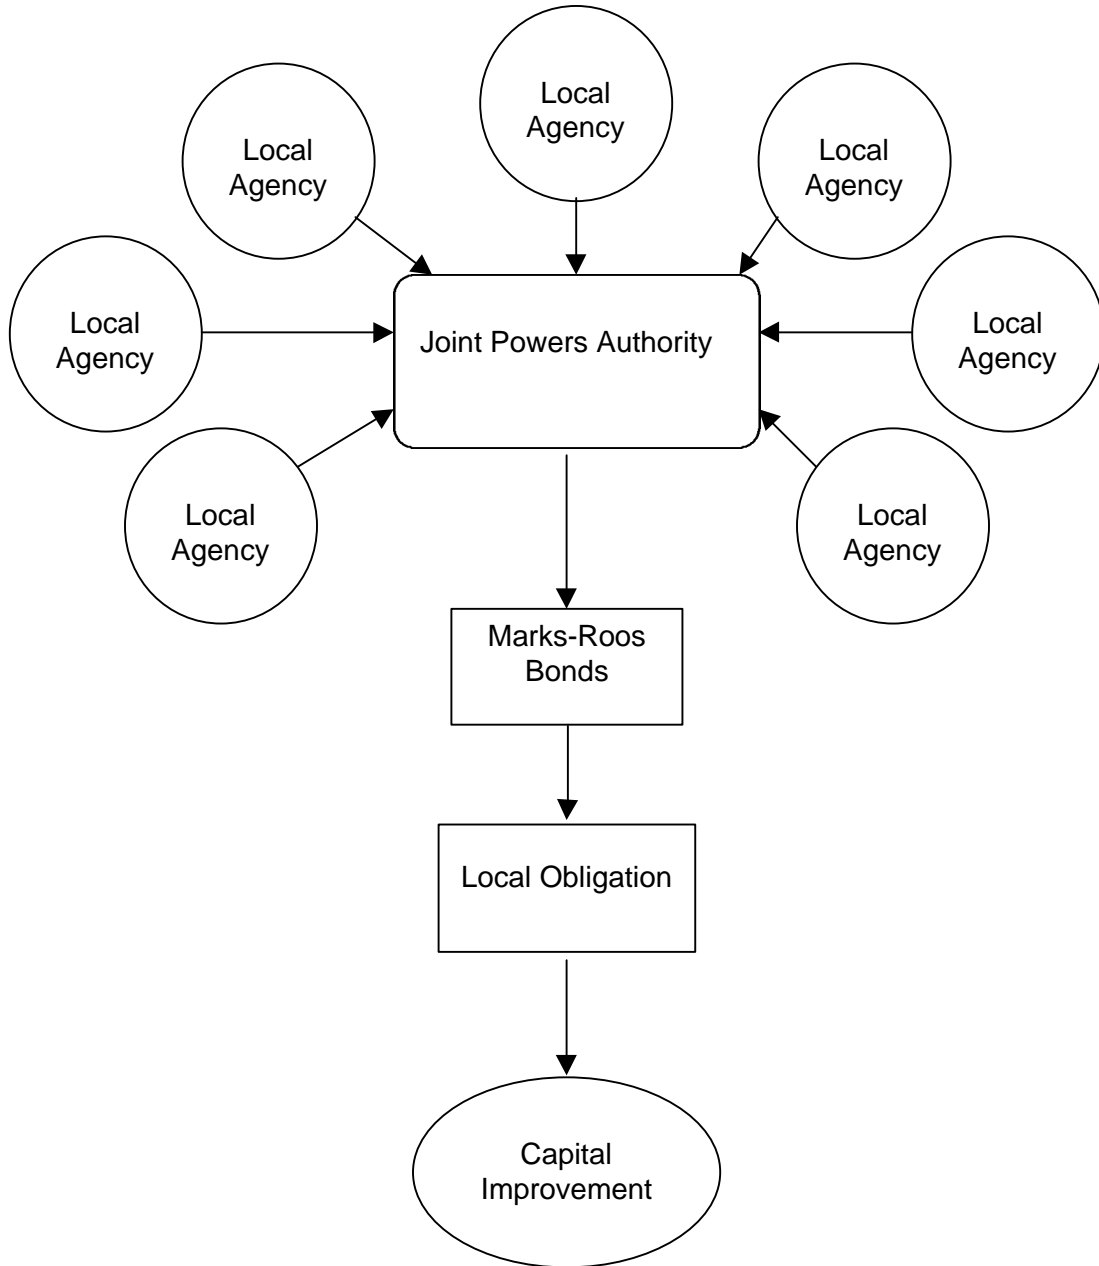 Local
Agency
Local
Agency
Local
Agency
Local
Agency
Joint Powers Authority
Local
Agency
Local
Agency
Local
Agency
Marks-Roos
Bonds
Local Obligation
Capital
Improvement